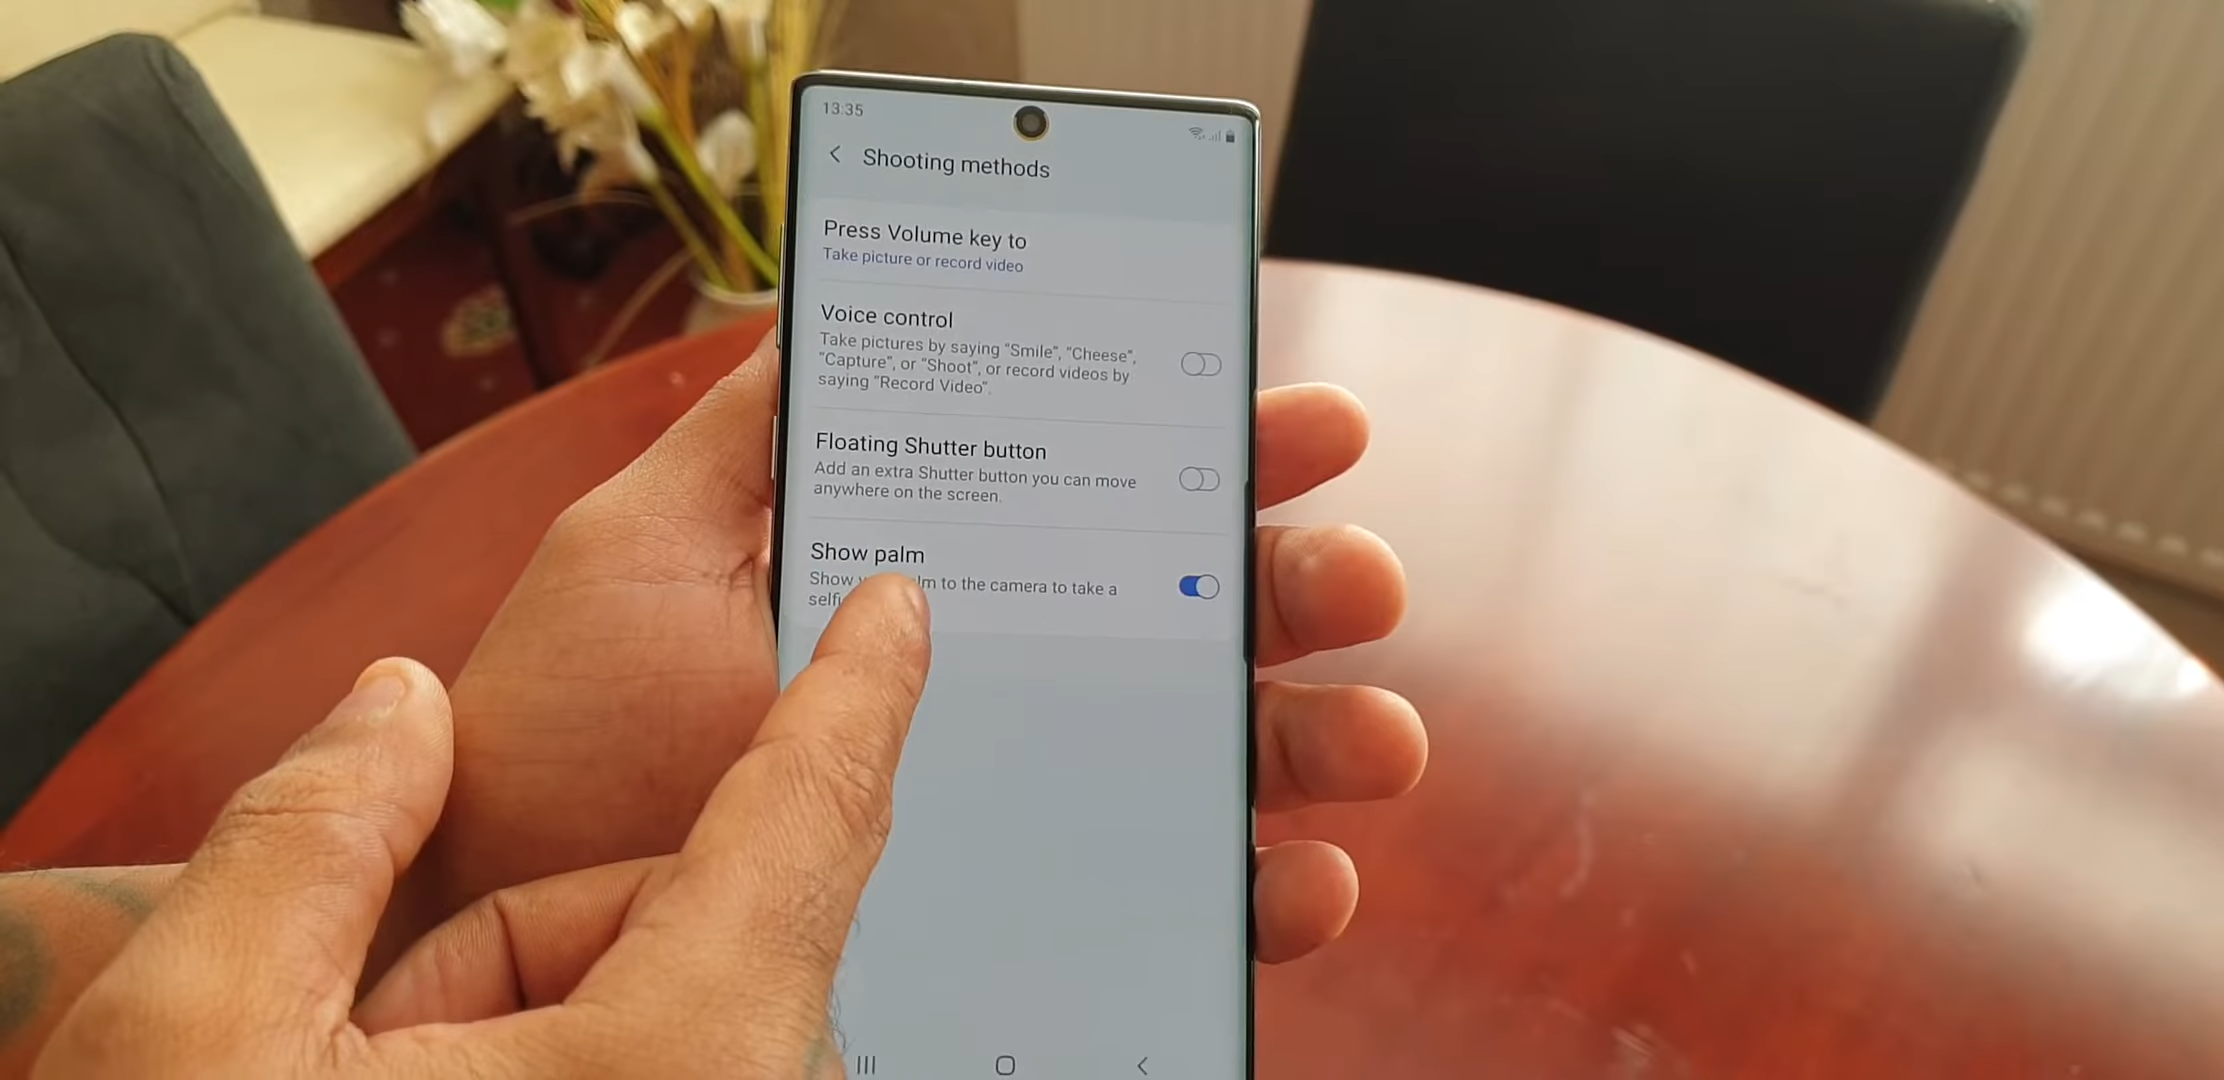 13:35
Shooting methods
Press Volume key to
Take picture or record video
Voice control
Take pictures by saying "Smile", "Cheese",
"Capture", or "Shoot", or record videos by
saying "Record Video".
Floating Shutter button
Add an extra Shutter button you can move
anywhere on the screen.
Show palm
Show to the camera to take a